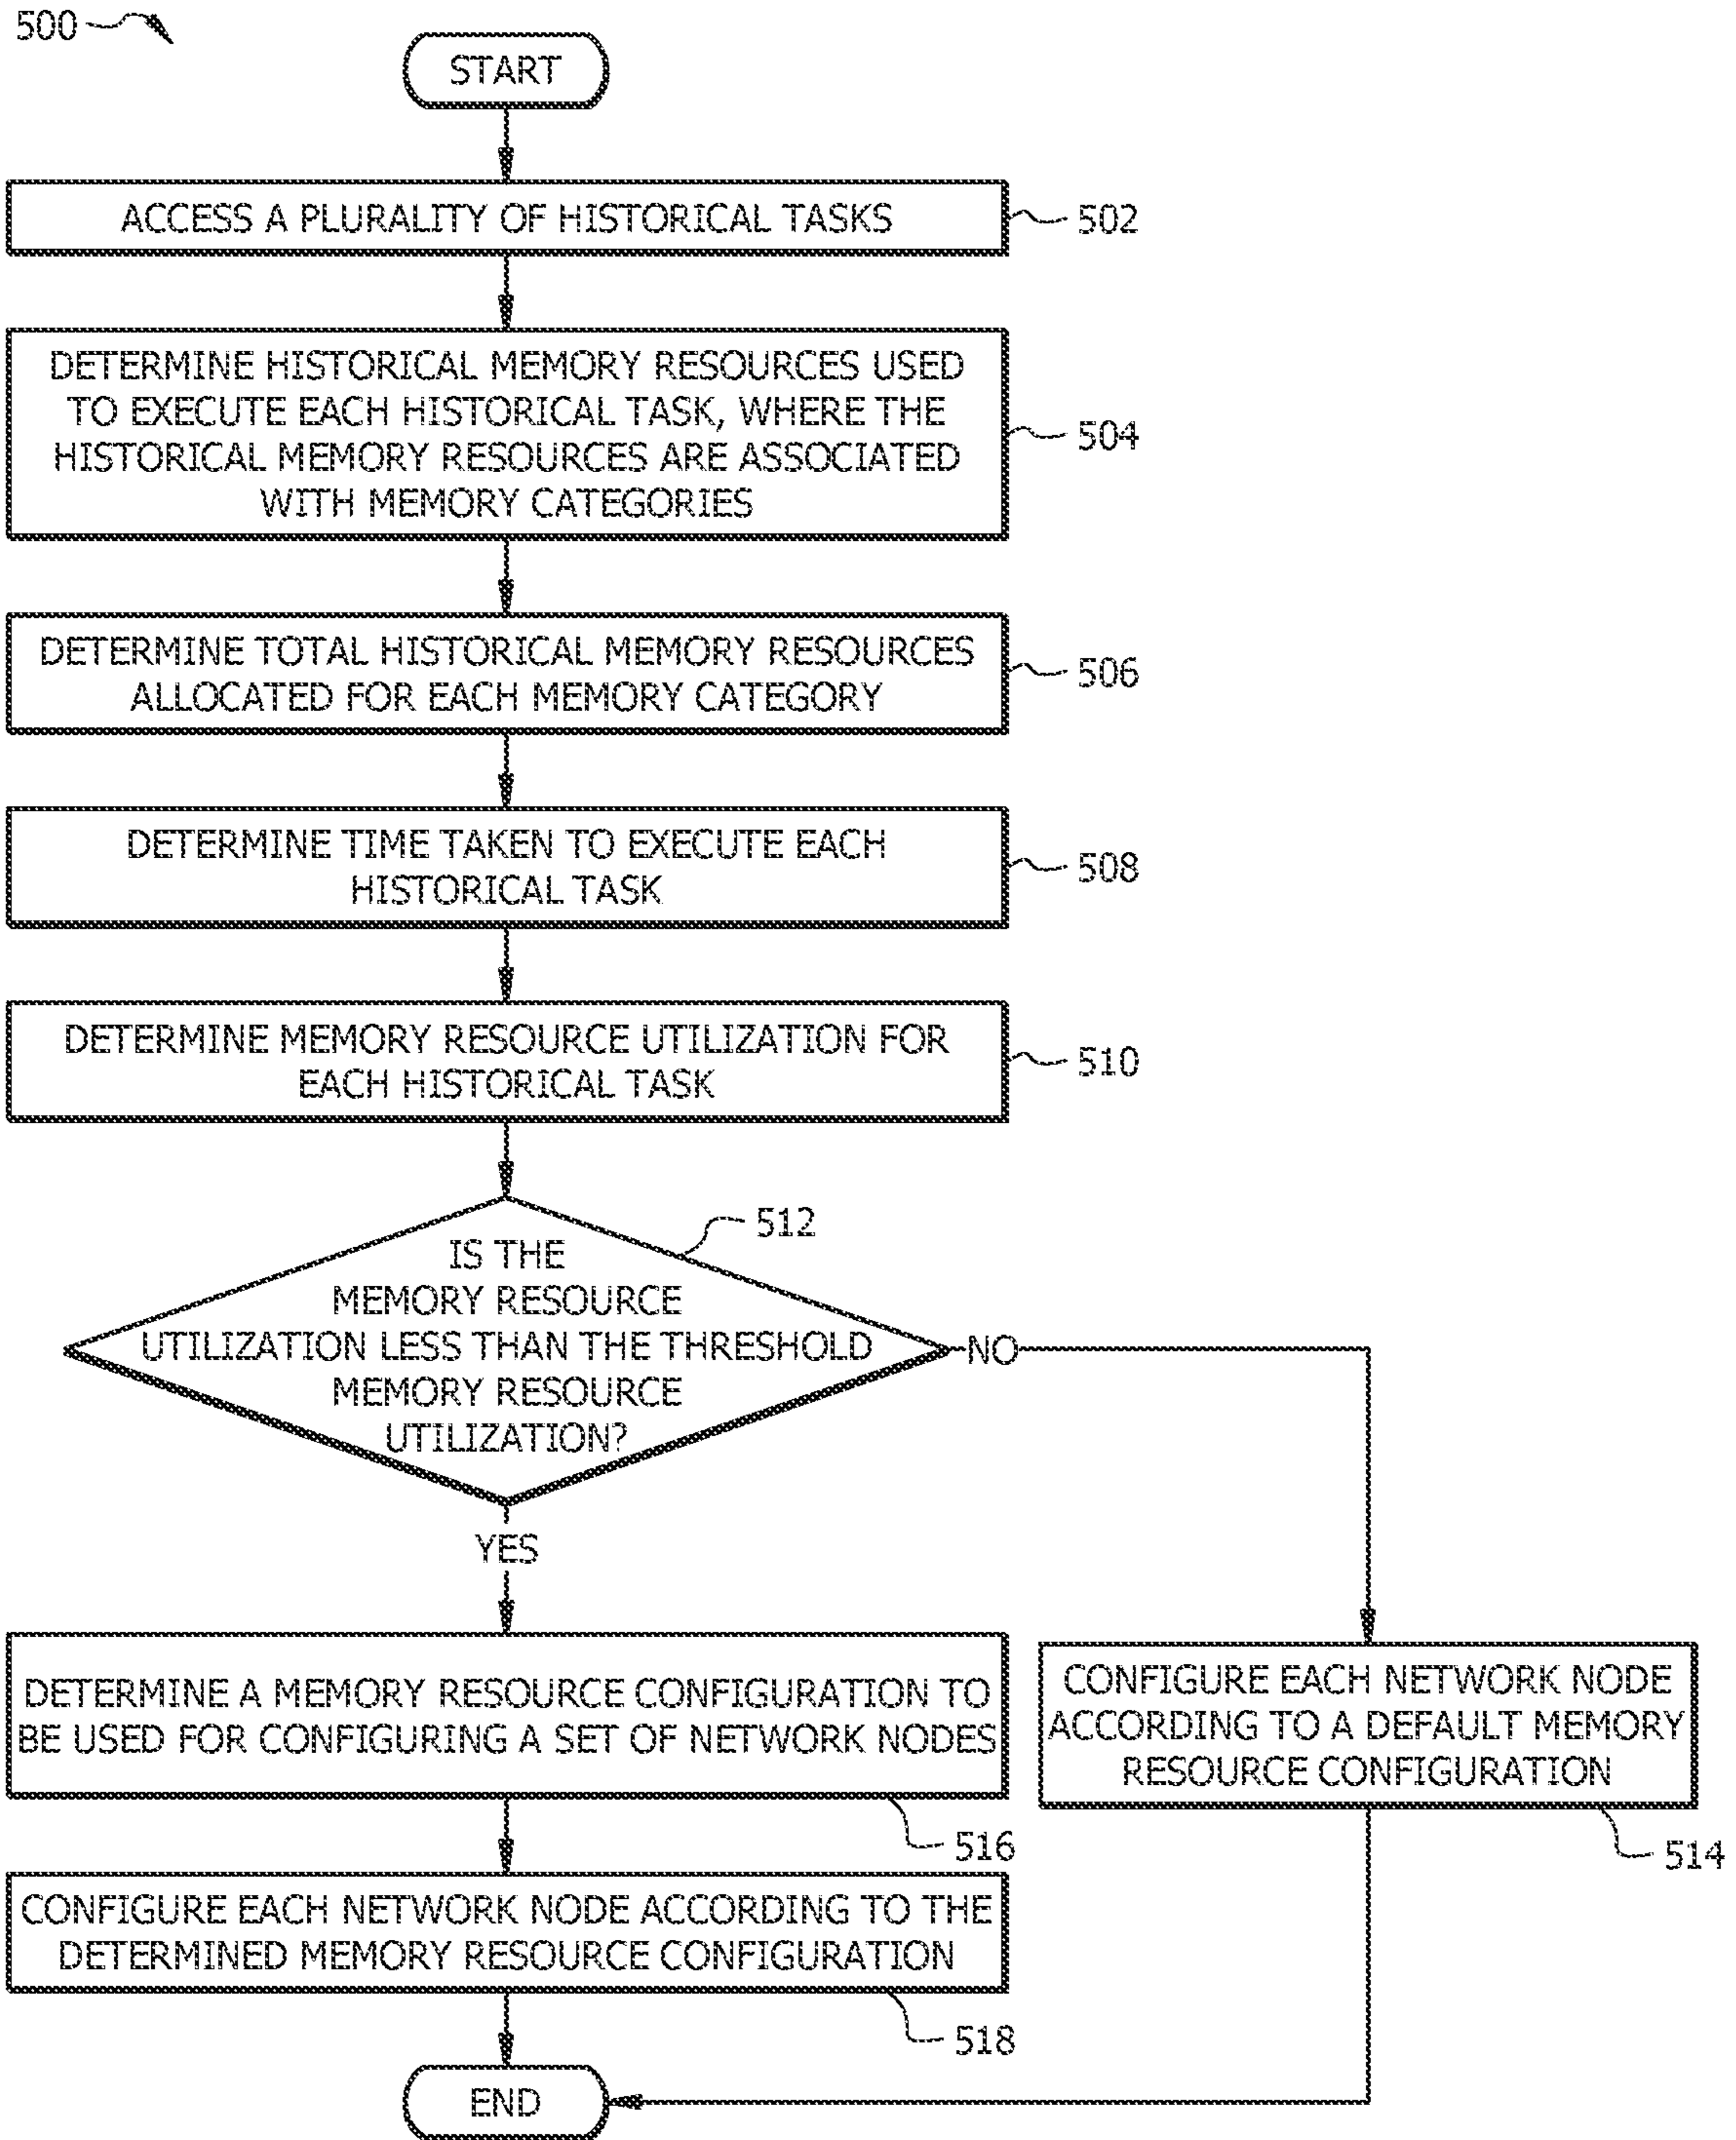 500
START
ACCESS A PLURALITY OF HISTORICAL TASKS
502
DETERMINE HISTORICAL MEMORY RESOURCES USED
TO EXECUTE EACH HISTORICAL TASK, WHERE THE
HISTORICAL MEMORY RESOURCES ARE ASSOCIATED
WITH MEMORY CATEGORIES
504
DETERMINE TOTAL HISTORICAL MEMORY RESOURCES
ALLOCATED FOR EACH MEMORY CATEGORY
506
DETERMINE TIME TAKEN TO EXECUTE EACH
HISTORICAL TASK
508
DETERMINE MEMORY RESOURCE UTILIZATION FOR
EACH HISTORICAL TASK
510
512
IS THE
MEMORY RESOURCE
UTILIZATION LESS THAN THE THRESHOLD
MEMORY RESOURCE
UTILIZATION?
NO
YES
DETERMINE A MEMORY RESOURCE CONFIGURATION TO
BE USED FOR CONFIGURING A SET OF NETWORK NODES
516
CONFIGURE EACH NETWORK NODE
ACCORDING TO A DEFAULT MEMORY
RESOURCE CONFIGURATION
514
CONFIGURE EACH NETWORK NODE ACCORDING TO THE
DETERMINED MEMORY RESOURCE CONFIGURATION
518
END